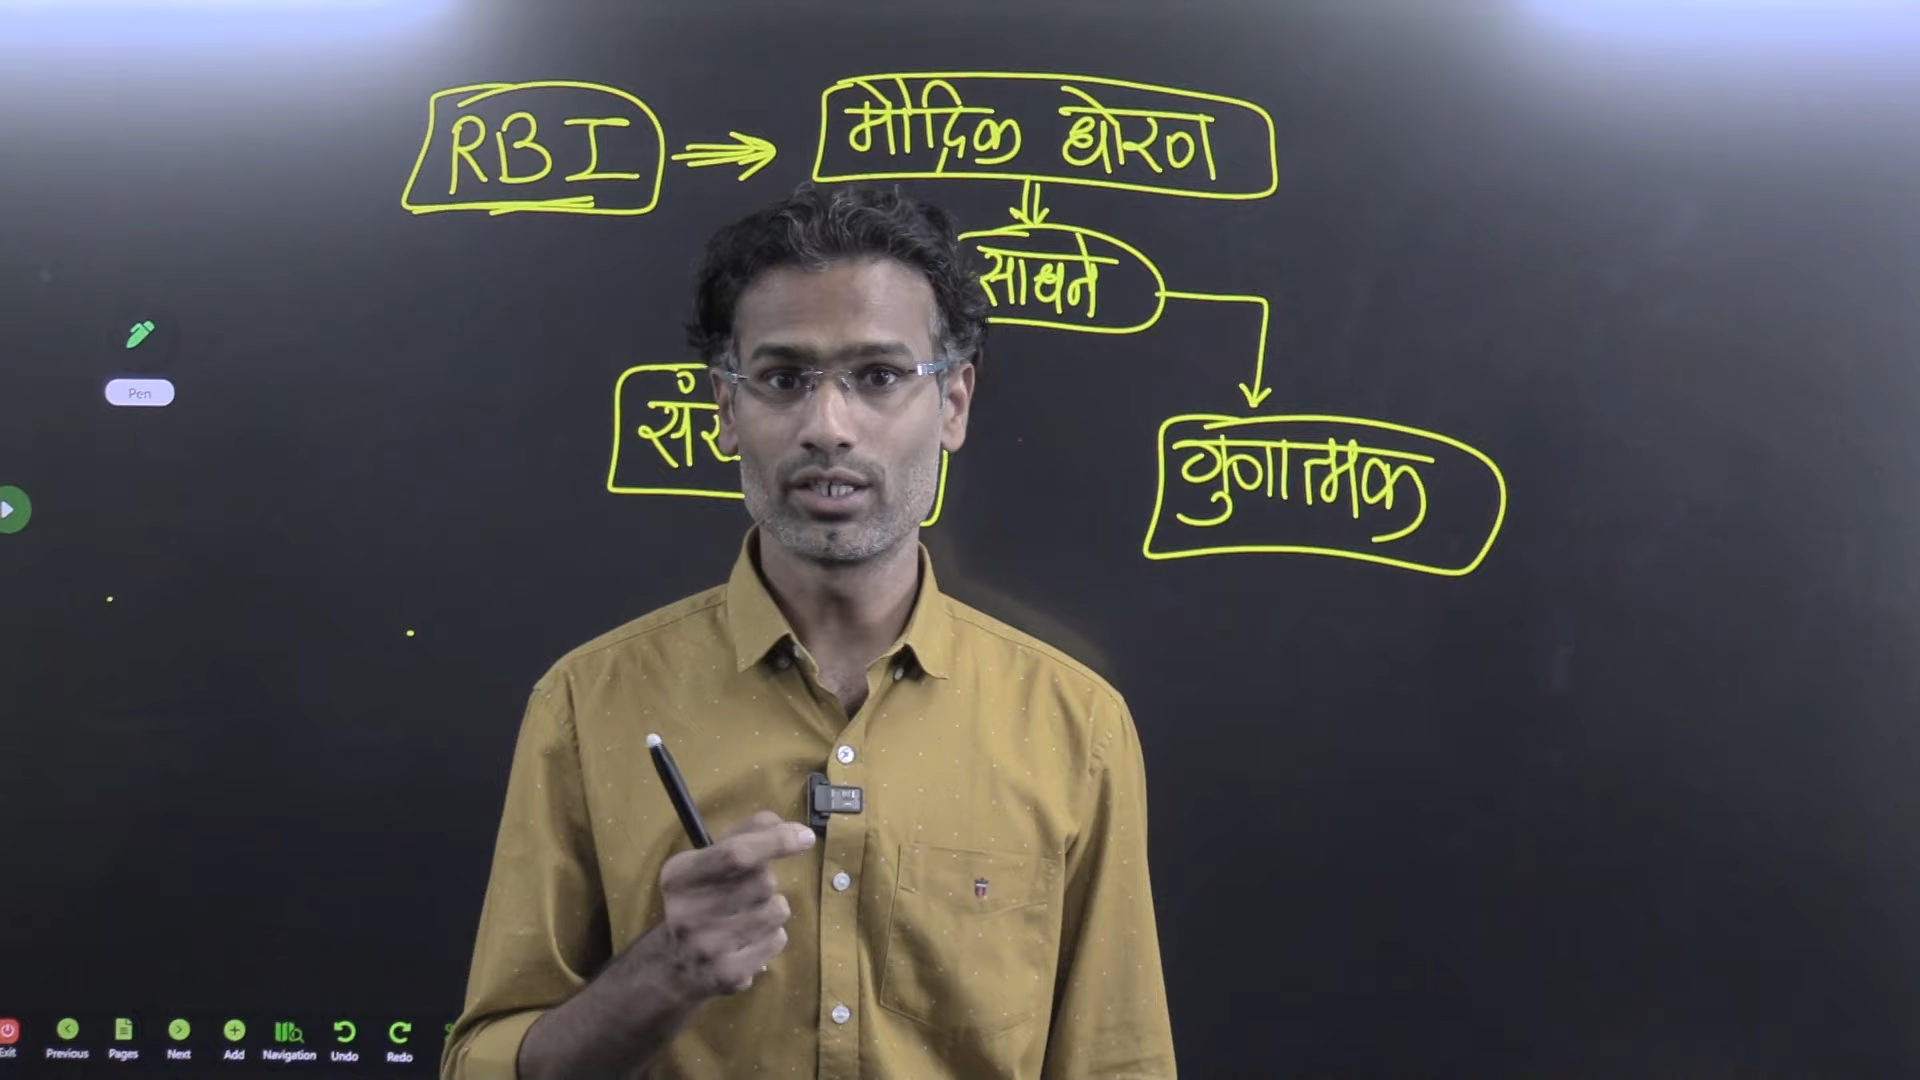 RBI
मौद्रिक धोरण
साधने
गुणात्मक
Pen
Exit
Previous
Pages
Next
Add
Navigation
Undo
Redo